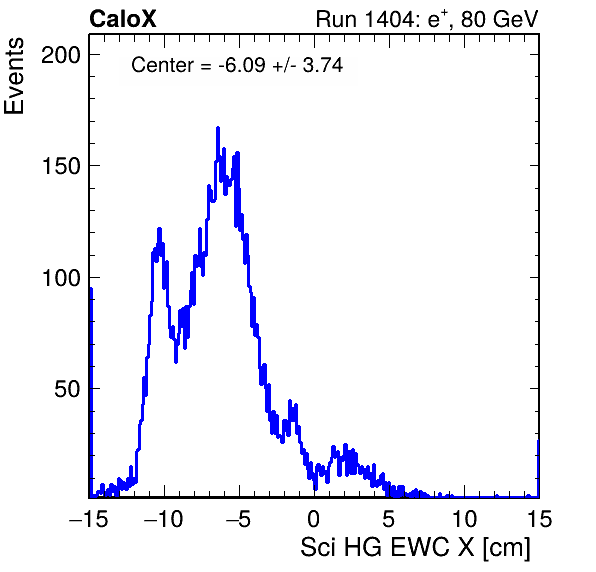 CaloX Run 1404: e+, 80 GeV
Center = -6.09 +/- 3.74
Events
200
150
100
50
−15 −10 −5 0 5 10 15
Sci HG EWC X [cm]